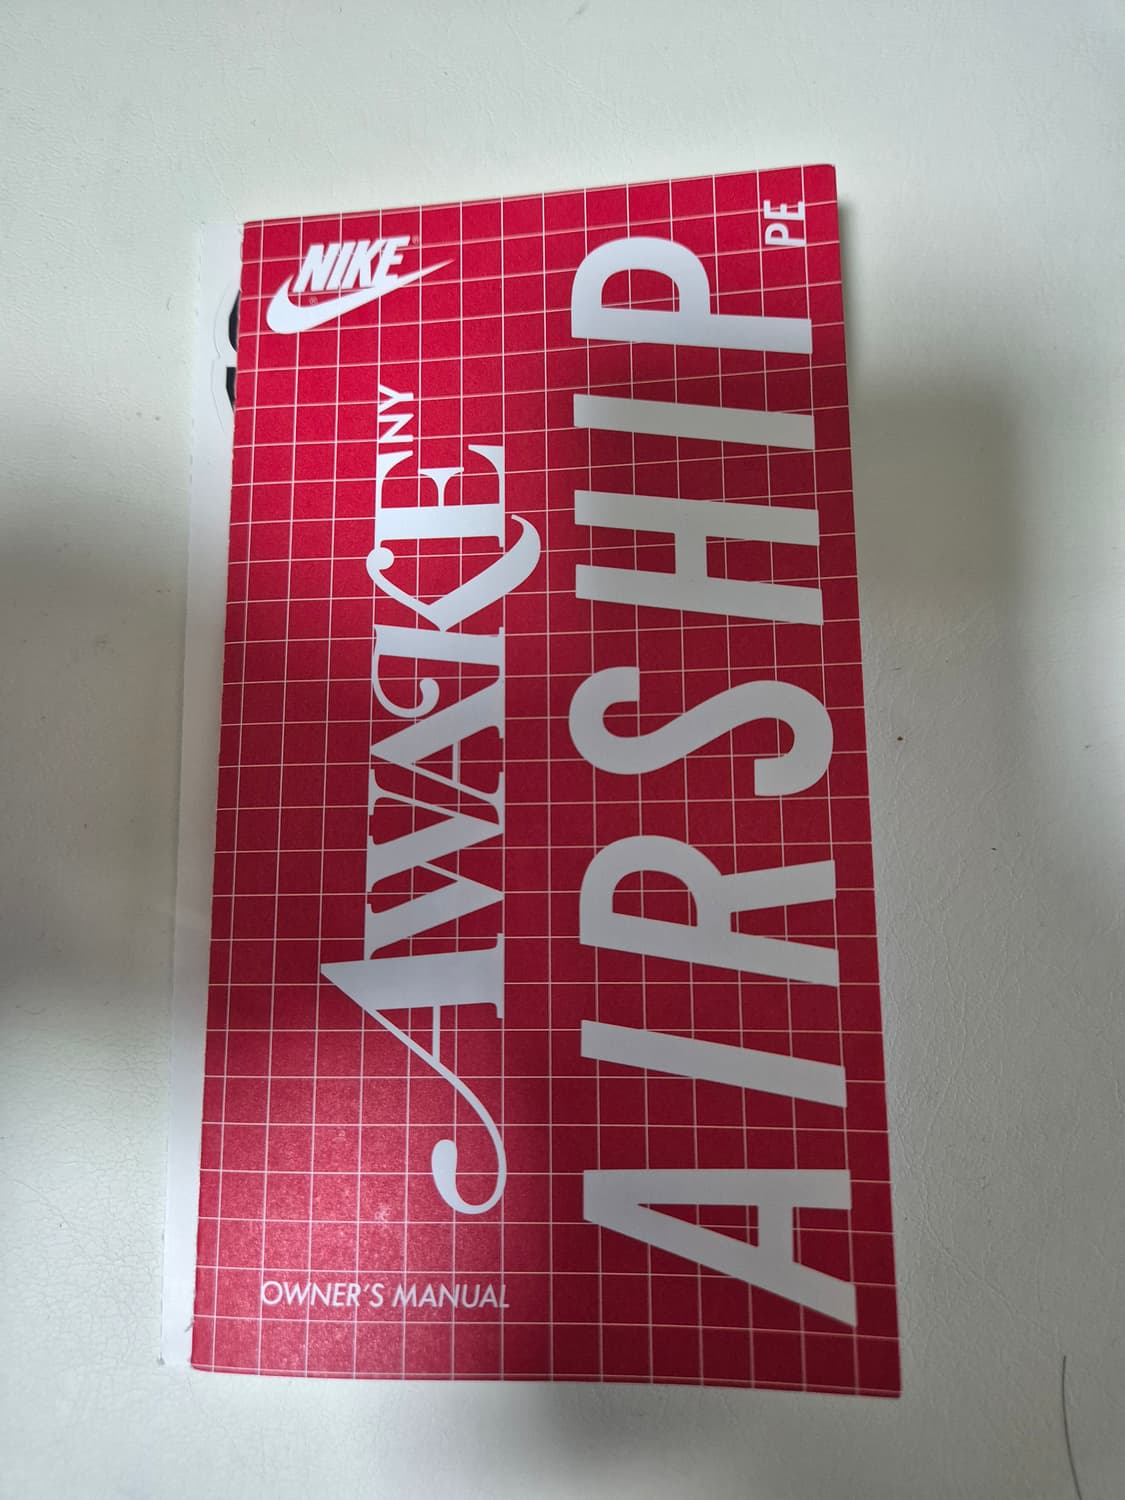 NIKE
AWAKE NY
AIRSHIP
PE
OWNER'S MANUAL